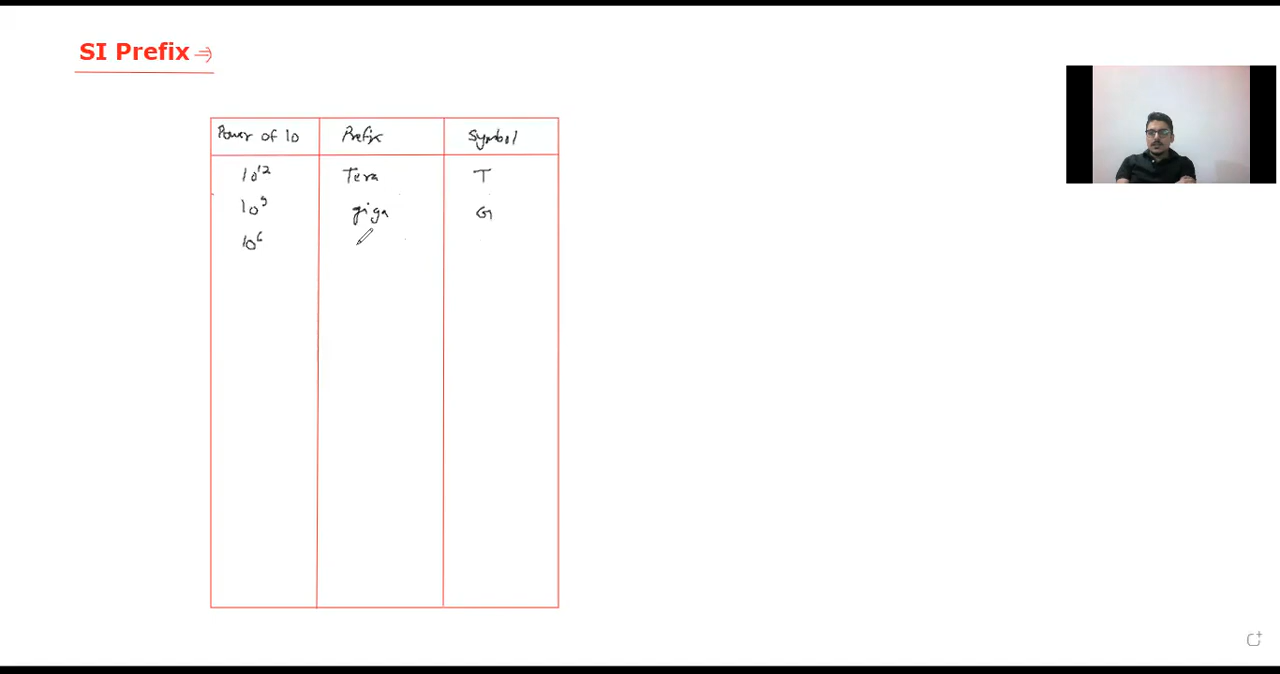 SI Prefix ⇒
Power of 10 Prefix Symbol
10¹² Tera T
10⁹ giga G
10⁶